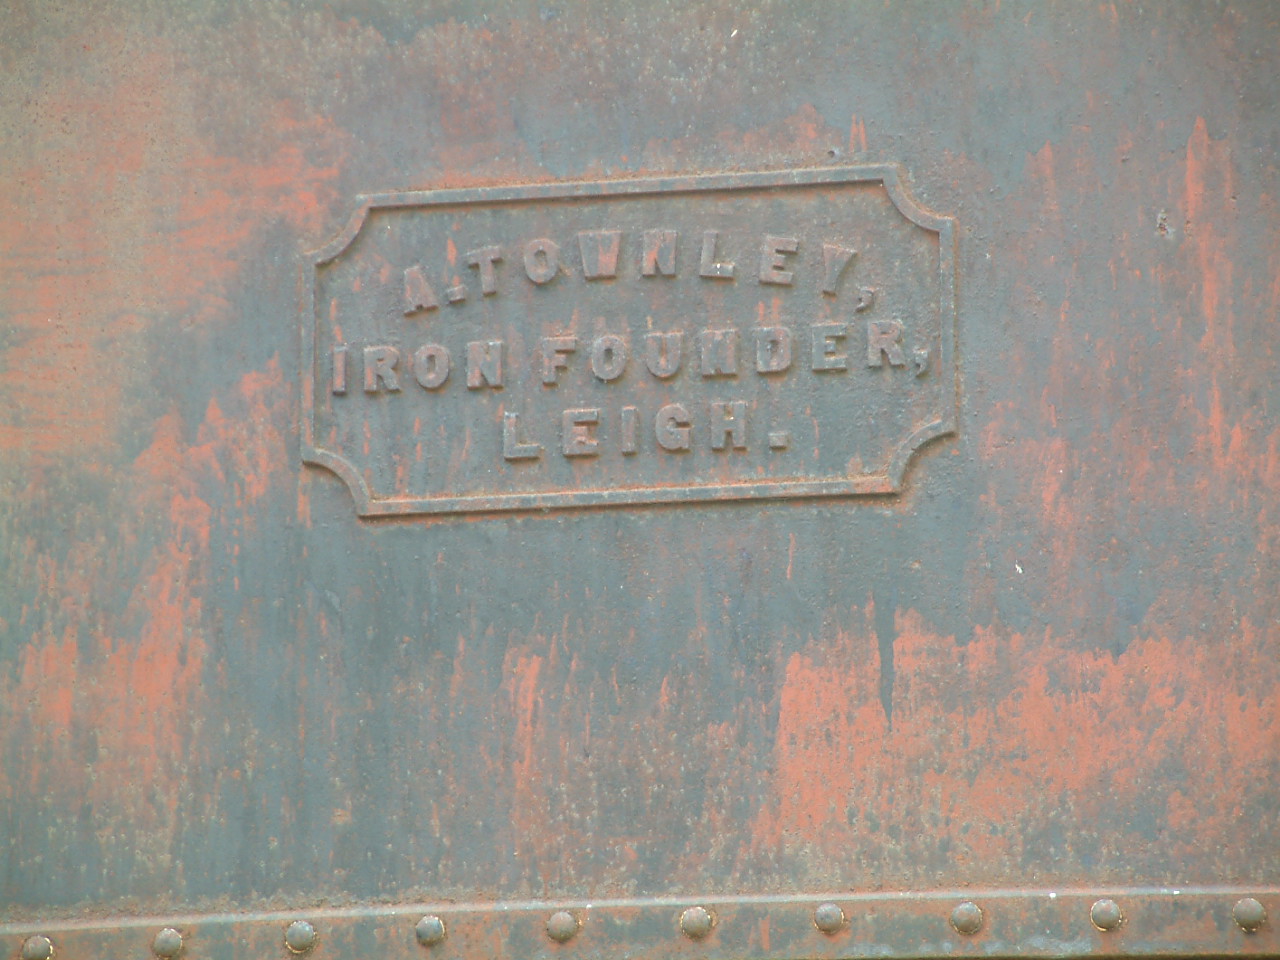 A. TOWNLEY,
IRON FOUNDER,
LEIGH.